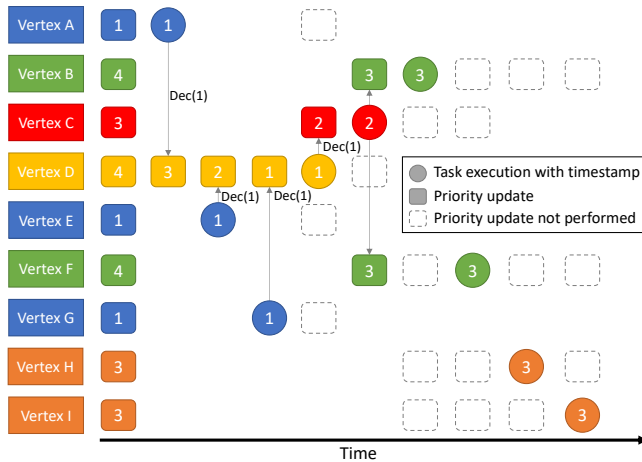 Vertex A 1 1
Vertex B 4 3 3
Dec(1)
Vertex C 3 2 2
Dec(1)
Vertex D 4 3 2 1 1
Task execution with timestamp
Priority update
Priority update not performed
Dec(1) Dec(1)
Vertex E 1 1
Vertex F 4 3 3
Vertex G 1 1
Vertex H 3 3
Vertex I 3 3
Time